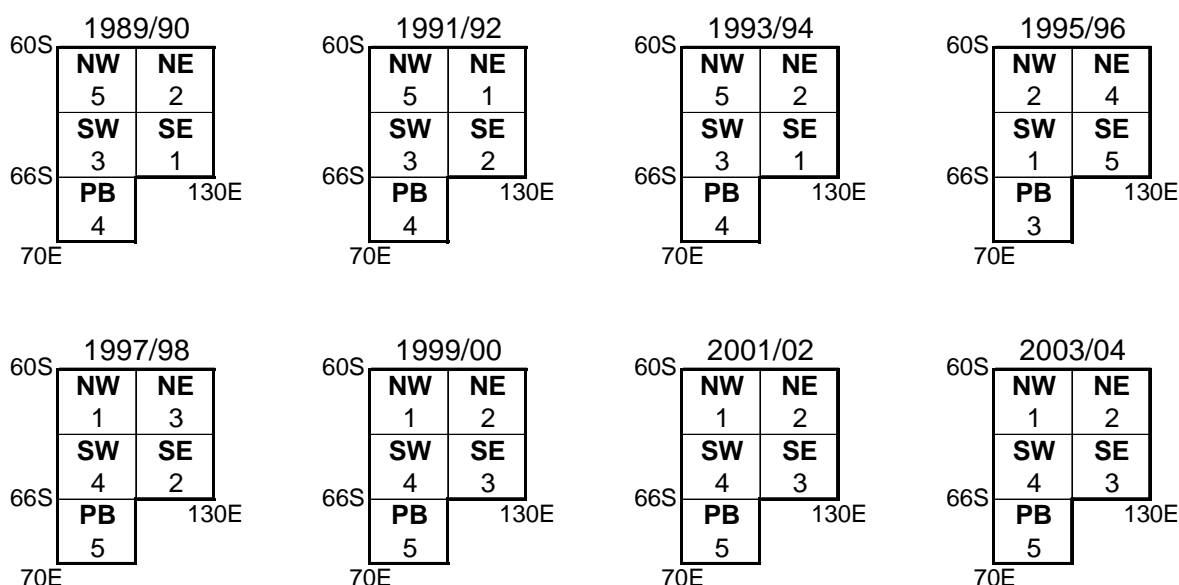 1989/90 1991/92 1993/94 1995/96
60S 60S 60S 60S
NW NE NW NE NW NE NW NE
5 2 5 1 5 2 2 4
SW SE SW SE SW SE SW SE
3 1 3 2 3 1 1 5
66S 66S 66S 66S
PB 130E PB 130E PB 130E PB 130E
4 4 4 3
70E 70E 70E 70E
1997/98 1999/00 2001/02 2003/04
60S 60S 60S 60S
NW NE NW NE NW NE NW NE
1 3 1 2 1 2 1 2
SW SE SW SE SW SE SW SE
4 2 4 3 4 3 4 3
66S 66S 66S 66S
PB 130E PB 130E PB 130E PB 130E
5 5 5 5
70E 70E 70E 70E